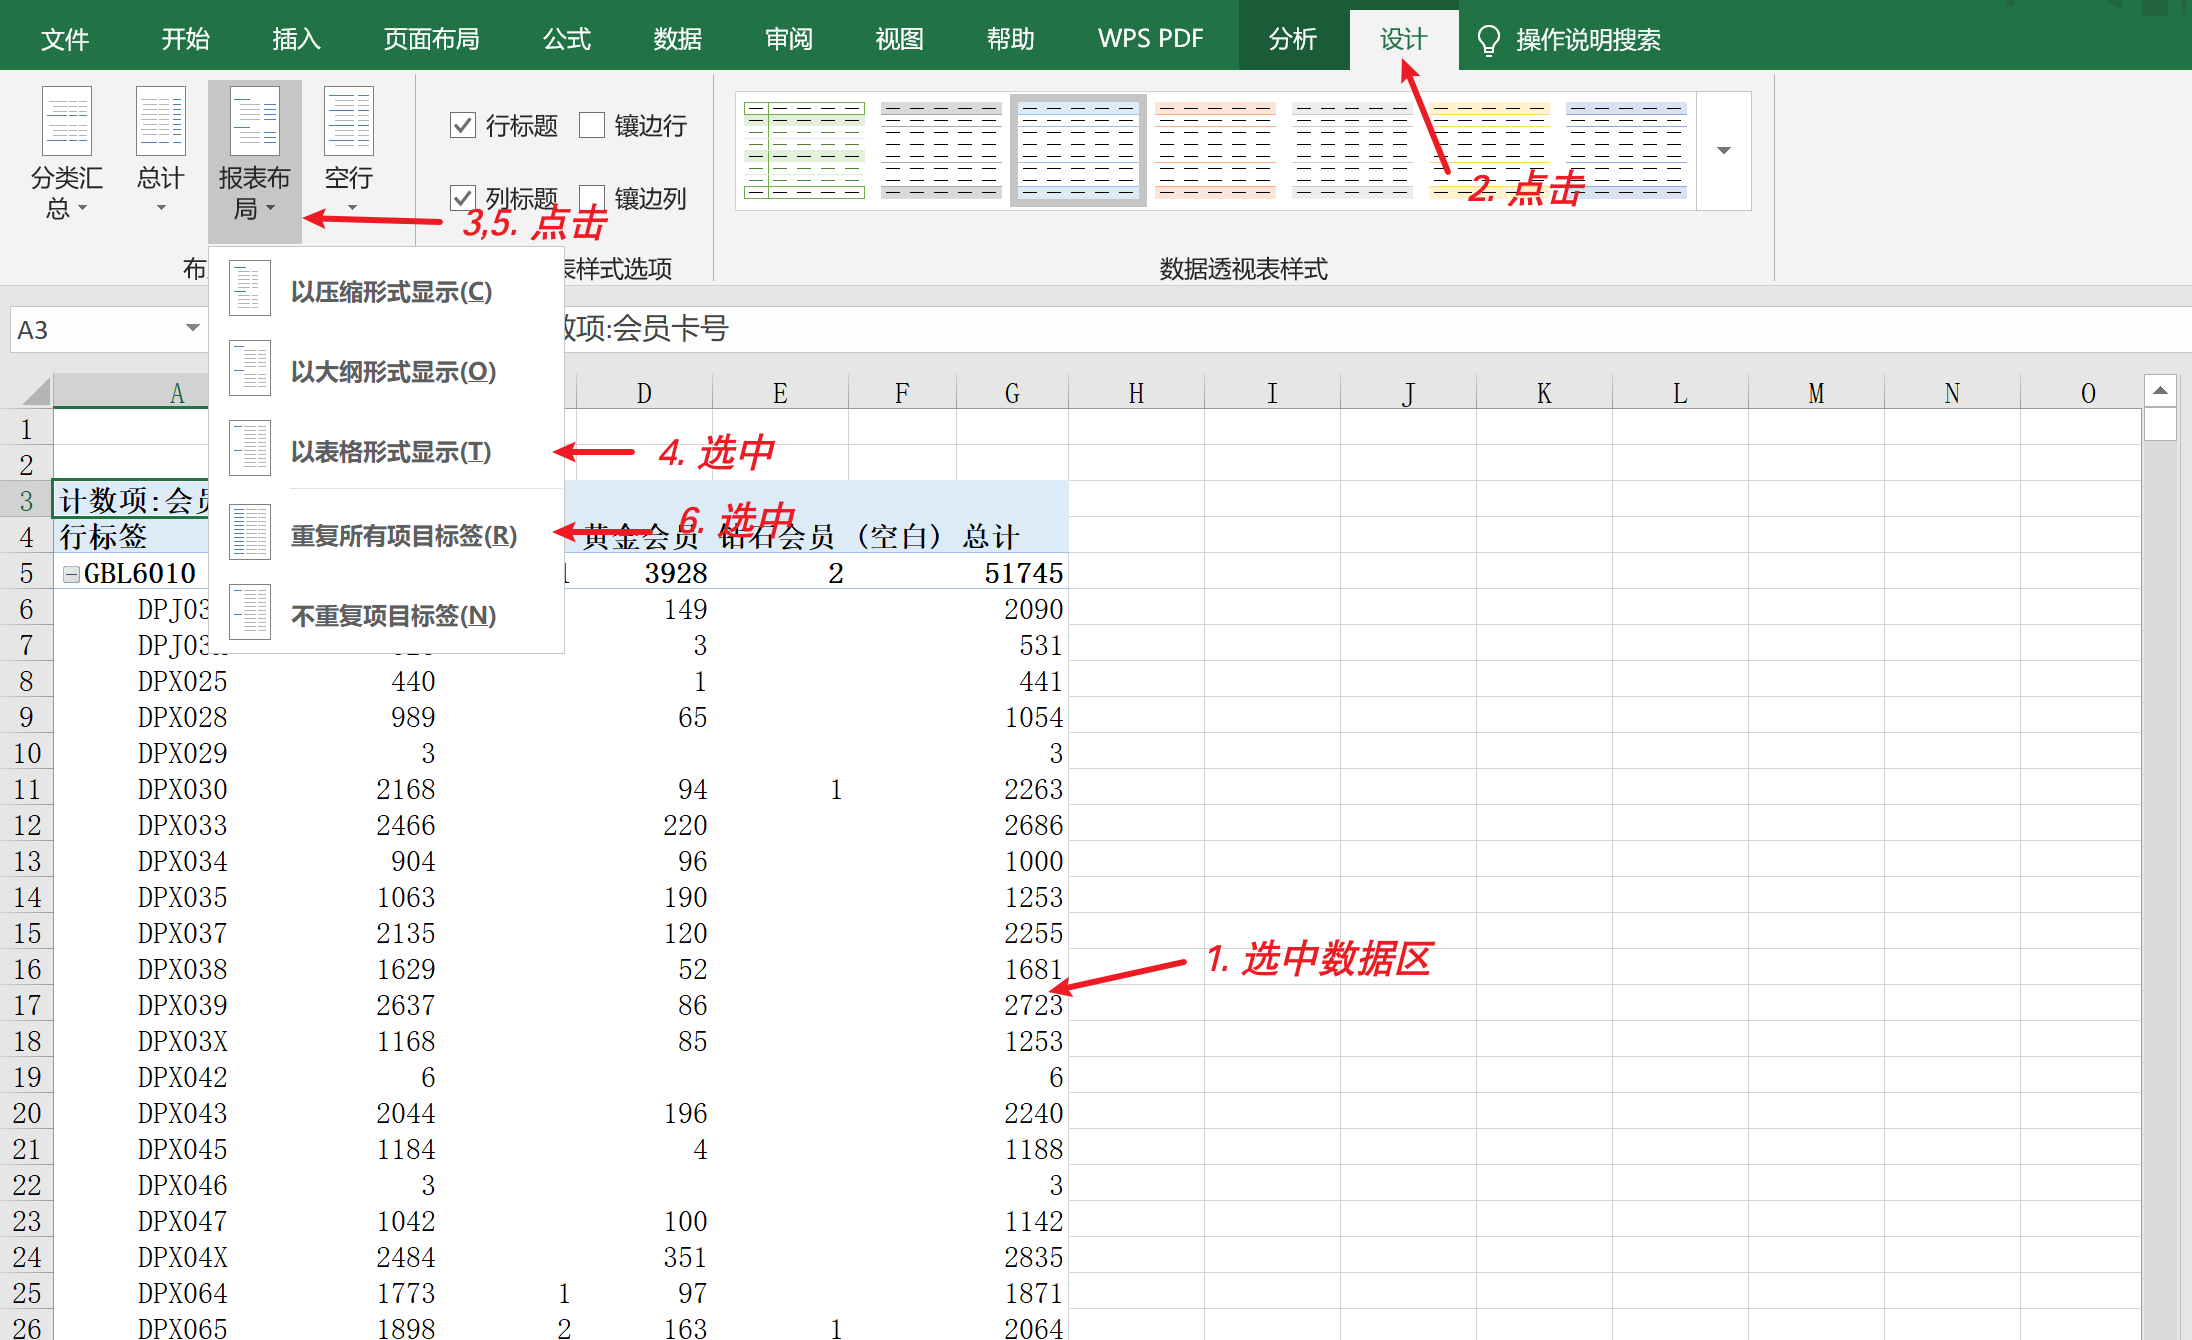 文件 开始 插入 页面布局 公式 数据 审阅 视图 帮助 WPS PDF 分析 设计 操作说明搜索
分类汇总 总计 报表布局 空行
行标题 镶边行
列标题 镶边列
2. 点击
3,5. 点击
布 表样式选项 数据透视表样式
以压缩形式显示(C)
以大纲形式显示(O)
以表格形式显示(T)
重复所有项目标签(R)
不重复项目标签(N)
4. 选中
6. 选中
1. 选中数据区
A3 数项:会员卡号
A D E F G H I J K L M N O
1
2
3 计数项:会员
4 行标签 黄金会员 钻石会员 (空白) 总计
5 GBL6010 1 3928 2 51745
6 DPJ03 149 2090
7 DPJ03 3 531
8 DPX025 440 1 441
9 DPX028 989 65 1054
10 DPX029 3 3
11 DPX030 2168 94 1 2263
12 DPX033 2466 220 2686
13 DPX034 904 96 1000
14 DPX035 1063 190 1253
15 DPX037 2135 120 2255
16 DPX038 1629 52 1681
17 DPX039 2637 86 2723
18 DPX03X 1168 85 1253
19 DPX042 6 6
20 DPX043 2044 196 2240
21 DPX045 1184 4 1188
22 DPX046 3 3
23 DPX047 1042 100 1142
24 DPX04X 2484 351 2835
25 DPX064 1773 1 97 1871
26 DPX065 1898 2 163 1 2064